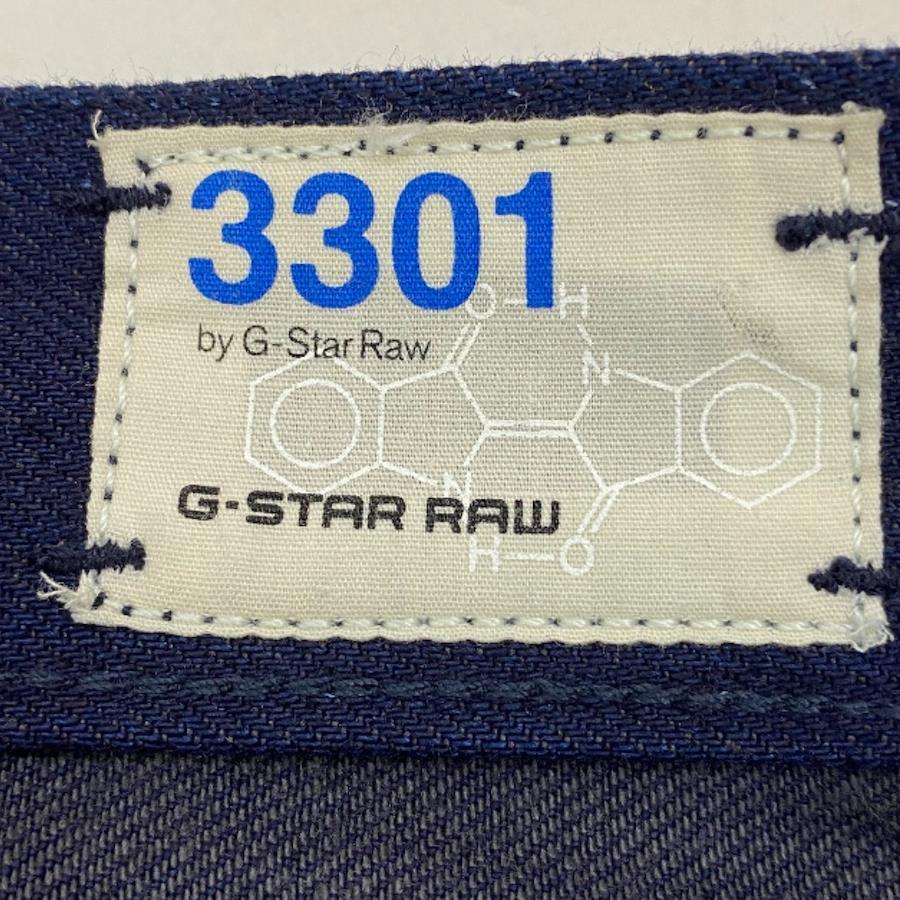 3301
by G-Star Raw
O H
N
N
G-STAR RAW
H O